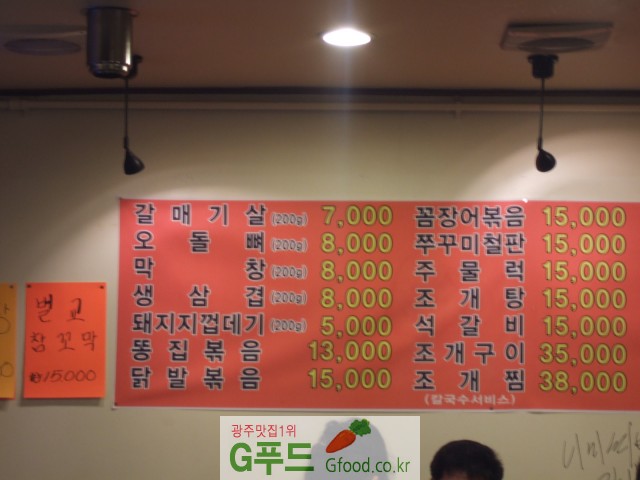 갈매기살 (200g) 7,000
오돌뼈 (200g) 8,000
막창 (200g) 8,000
생삼겹 (200g) 8,000
돼지지껍데기 (200g) 5,000
똥집볶음 13,000
닭발볶음 15,000
꼼장어볶음 15,000
쭈꾸미철판 15,000
주물럭 15,000
조개탕 15,000
석갈비 15,000
조개구이 35,000
조개찜 38,000
(칼국수서비스)
벌교
참꼬막
₩15,000
광주맛집1위
G푸드
Gfood.co.kr